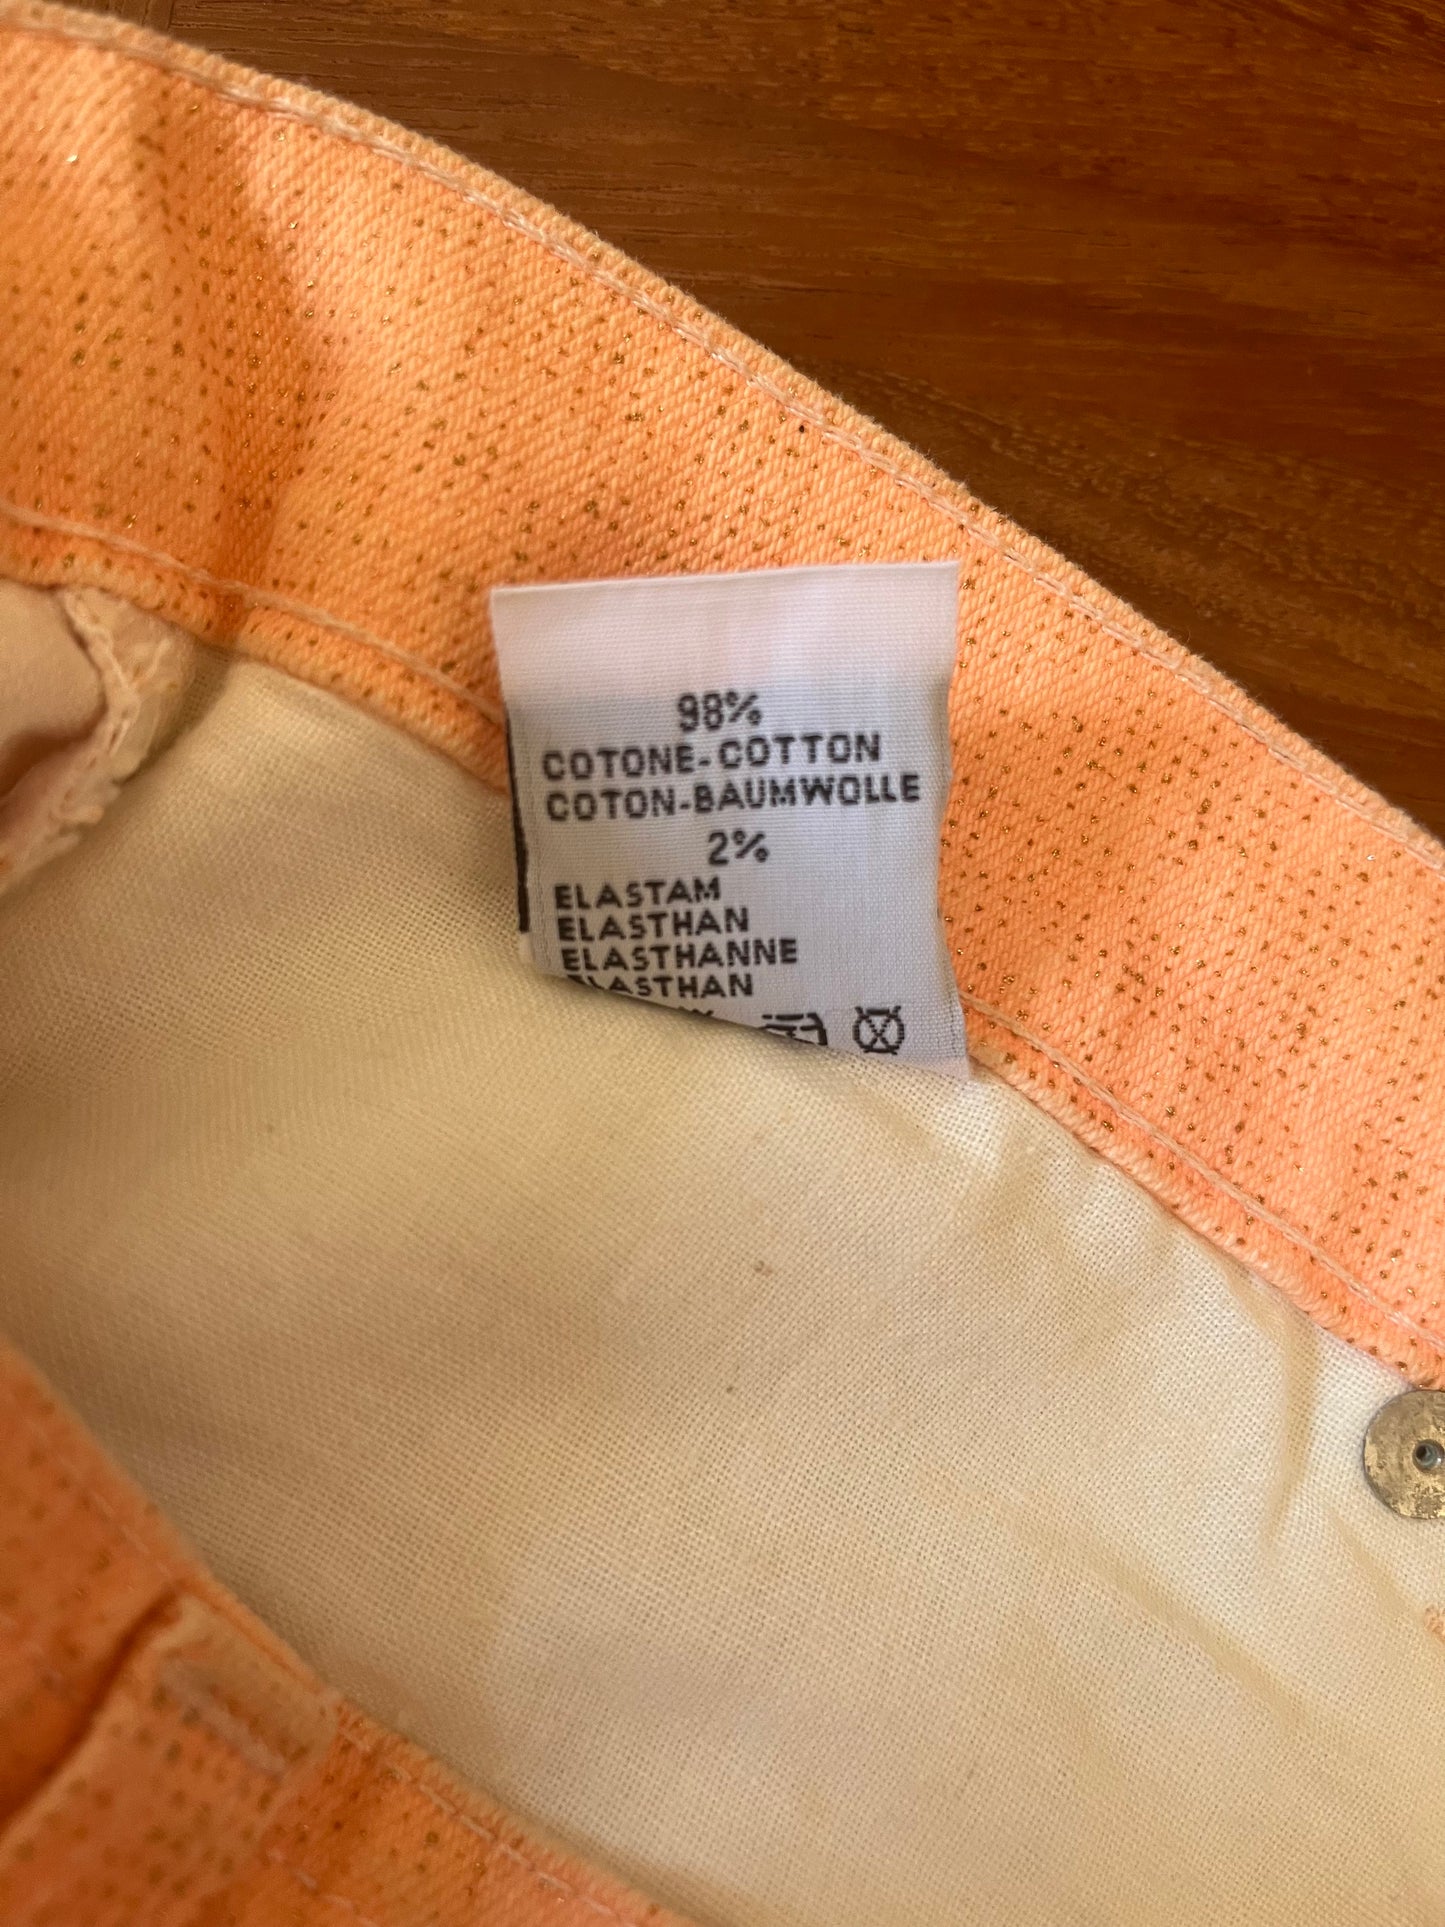 98%
COTONE-COTTON
COTON-BAUMWOLLE
2%
ELASTAM
ELASTHAN
ELASTHANNE
ELASTHAN